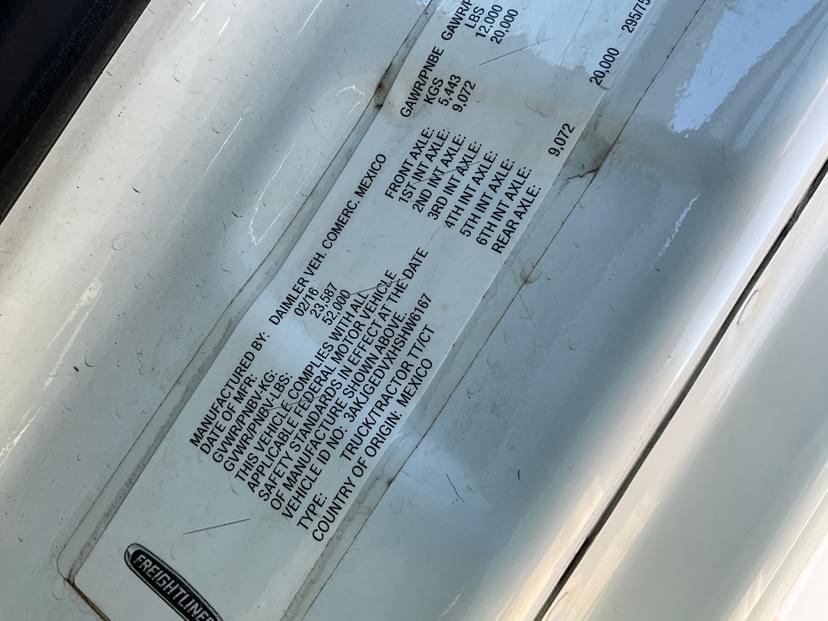 MANUFACTURED BY: DAIMLER VEH. COMERC. MEXICO
DATE OF MFR: 02/16
GVWR/PNBV-KG: 23,587
GVWR/PNBV-LBS: 52,000
THIS VEHICLE COMPLIES WITH ALL
APPLICABLE FEDERAL MOTOR VEHICLE
SAFETY STANDARDS IN EFFECT AT THE DATE
OF MANUFACTURE SHOWN ABOVE.
VEHICLE ID NO: 3AKJGEDVXHSHW6167
TYPE: TRUCK/TRACTOR TT/CT
COUNTRY OF ORIGIN: MEXICO
GAWR/PNBE GAWR/P
KGS LBS
FRONT AXLE: 5,443 12,000
1ST INT AXLE: 9,072 20,000
2ND INT AXLE:
3RD INT AXLE:
4TH INT AXLE:
5TH INT AXLE:
6TH INT AXLE:
REAR AXLE: 9,072 20,000 295/75
FREIGHTLINER